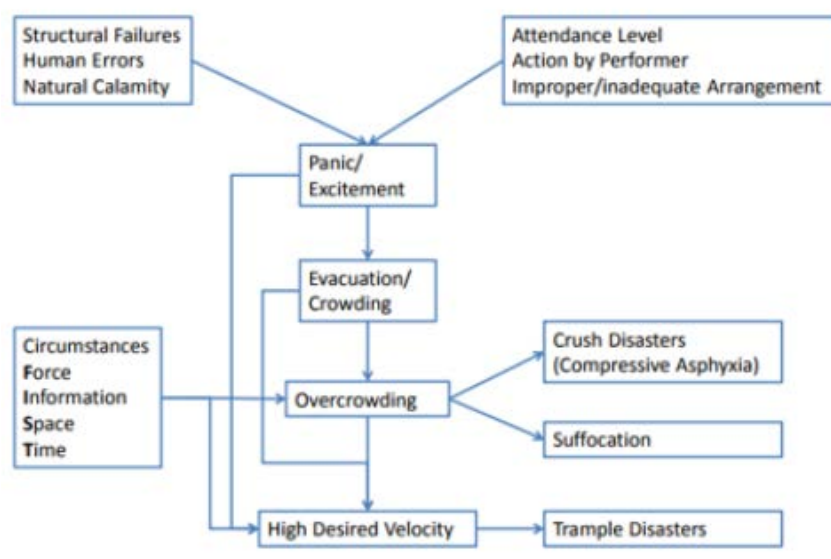 Structural Failures
Human Errors
Natural Calamity
Attendance Level
Action by Performer
Improper/inadequate Arrangement
Panic/
Excitement
Evacuation/
Crowding
Circumstances
Force
Information
Space
Time
Overcrowding
Crush Disasters
(Compressive Asphyxia)
Suffocation
High Desired Velocity
Trample Disasters